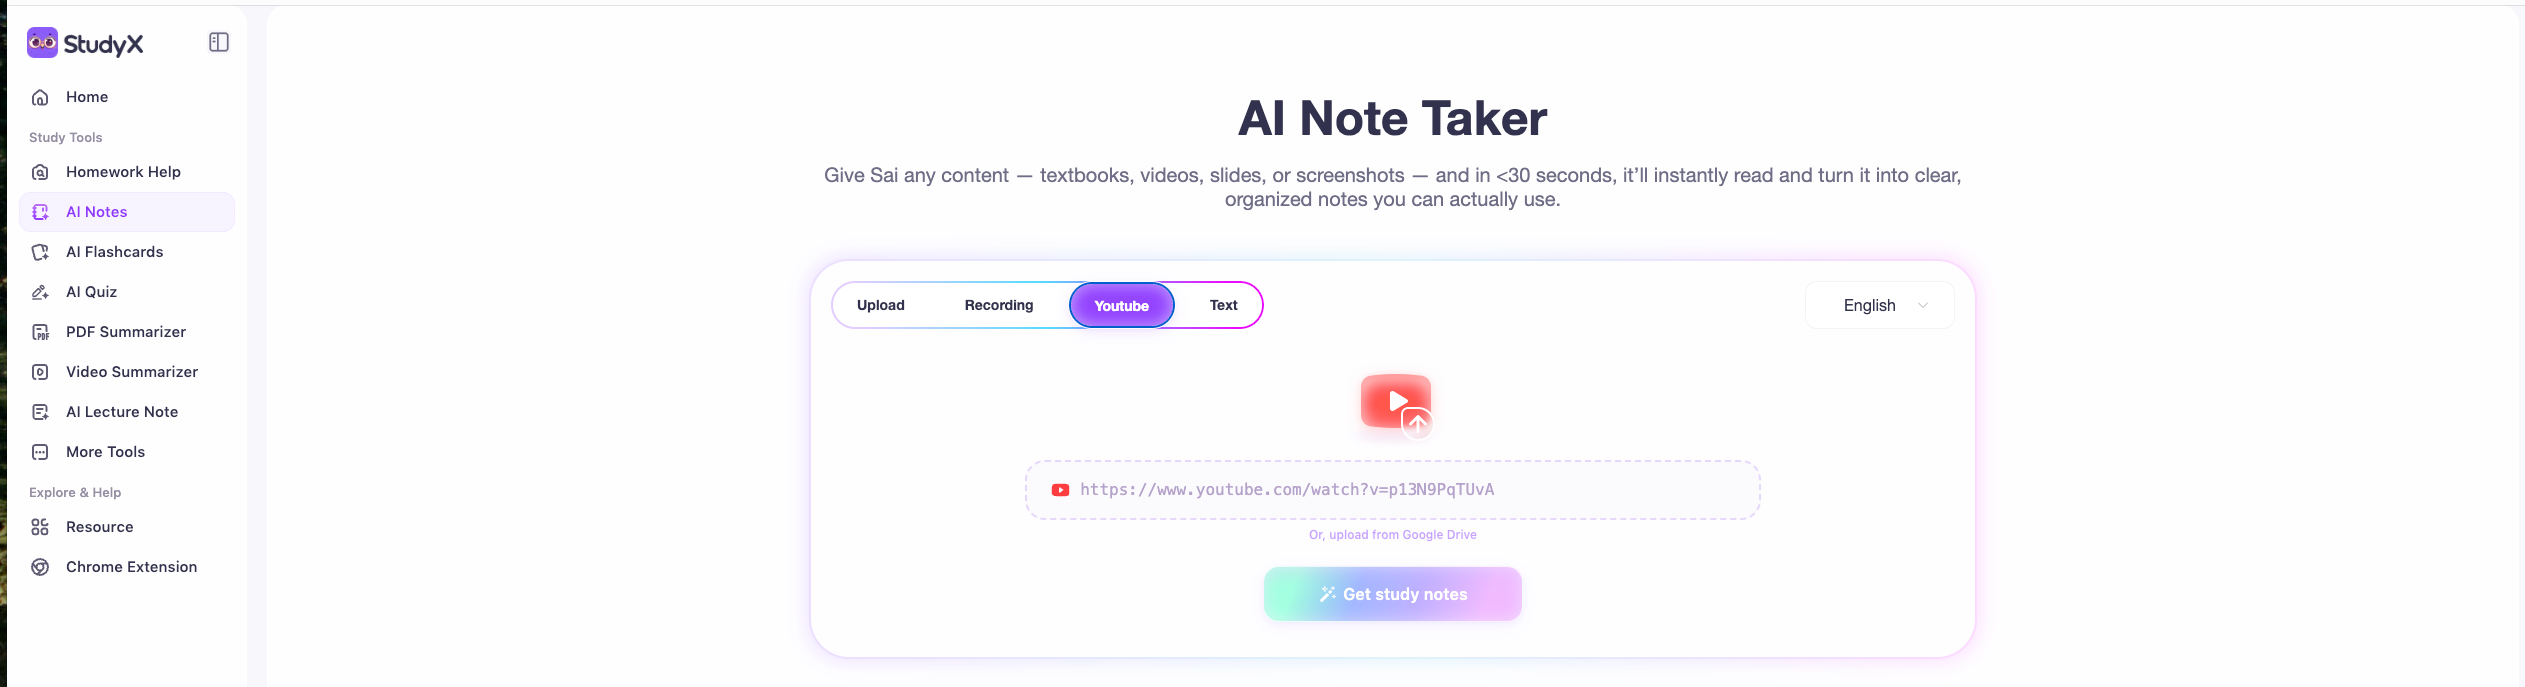 StudyX
Home
Study Tools
Homework Help
AI Notes
AI Flashcards
AI Quiz
PDF Summarizer
Video Summarizer
AI Lecture Note
More Tools
Explore & Help
Resource
Chrome Extension
AI Note Taker
Give Sai any content — textbooks, videos, slides, or screenshots — and in <30 seconds, it’ll instantly read and turn it into clear,
organized notes you can actually use.
Upload Recording Youtube Text
English
https://www.youtube.com/watch?v=p13N9PqTUvA
Or, upload from Google Drive
Get study notes